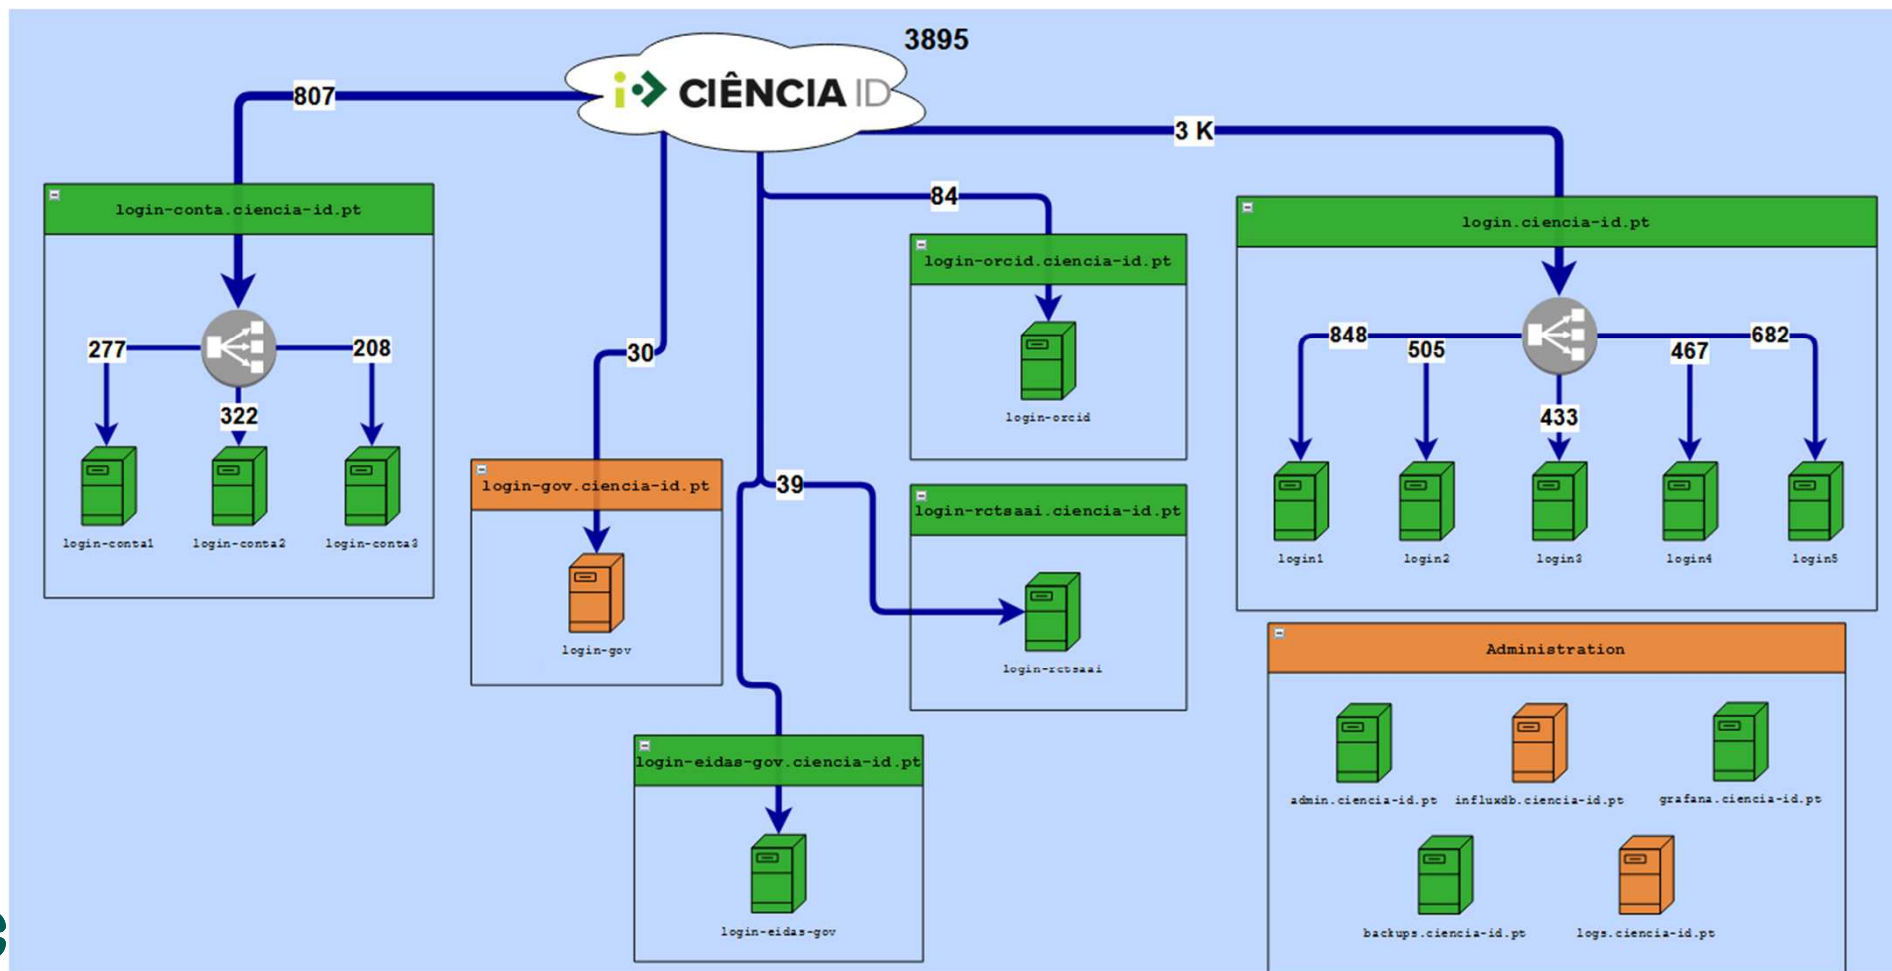 3895
CIÊNCIA ID
807
3 K
84
login-conta.ciencia-id.pt
login.ciencia-id.pt
login-orcid.ciencia-id.pt
277
208
322
30
848
505
467
682
433
login-orcid
login-conta1
login-conta2
login-conta3
login-gov.ciencia-id.pt
39
login-rctsaai.ciencia-id.pt
login1
login2
login3
login4
login5
login-gov
login-rctsaai
Administration
login-eidas-gov.ciencia-id.pt
admin.ciencia-id.pt
influxdb.ciencia-id.pt
grafana.ciencia-id.pt
login-eidas-gov
backups.ciencia-id.pt
logs.ciencia-id.pt